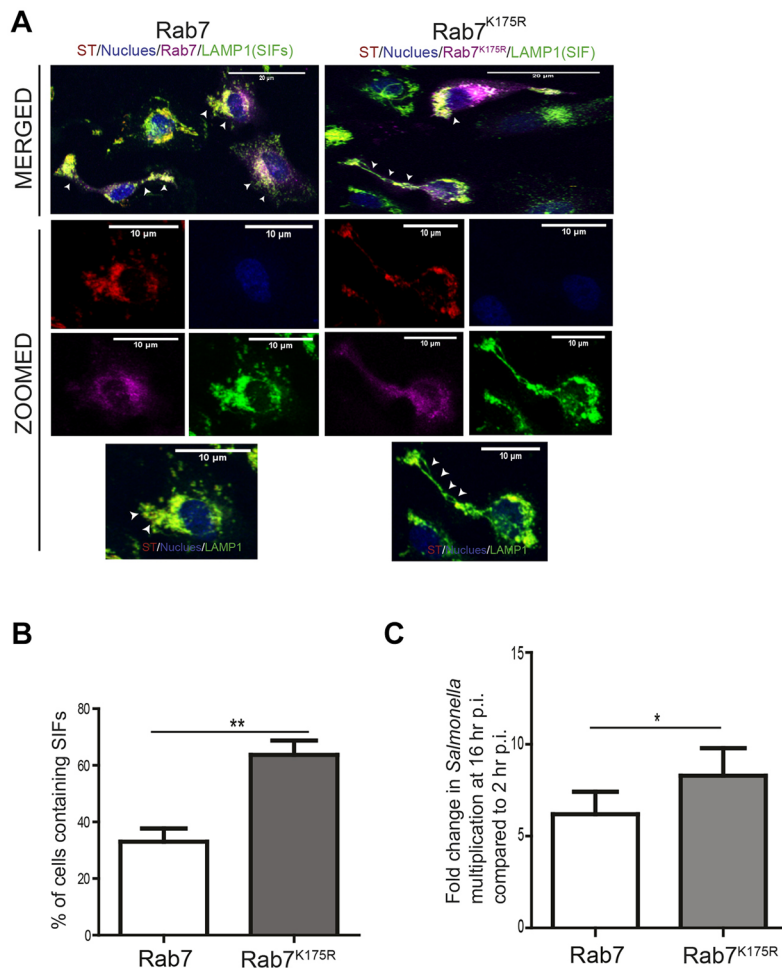 A
Rab7
ST/Nuclues/Rab7/LAMP1(SIFs)
Rab7K175R
ST/Nuclues/Rab7K175R/LAMP1(SIF)
MERGED
20 µm
20 µm
ZOOMED
10 µm
10 µm
10 µm
10 µm
10 µm
10 µm
10 µm
10 µm
10 µm
ST/Nuclues/LAMP1
10 µm
ST/Nuclues/LAMP1
B
% of cells containing SIFs
80
60
40
20
0
**
Rab7
Rab7K175R
C
Fold change in Salmonella
multiplication at 16 hr p.i.
compared to 2 hr p.i.
15
10
5
0
*
Rab7
Rab7K175R